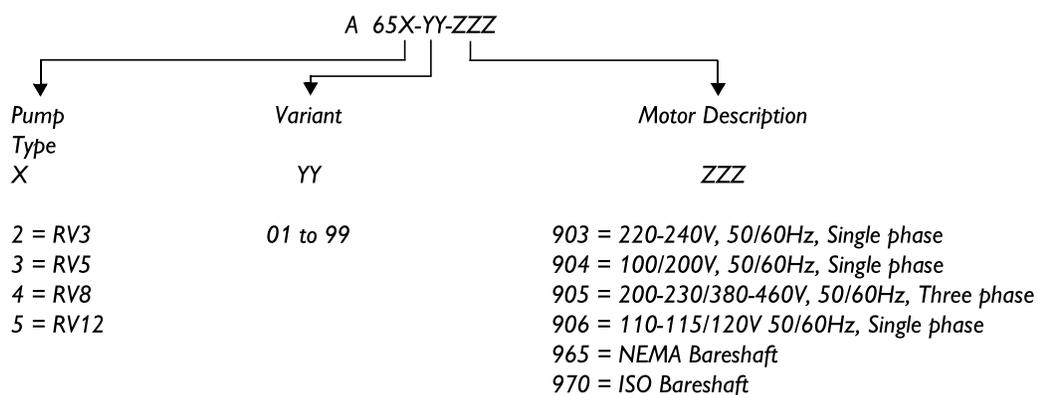 A 65X-YY-ZZZ
Pump Variant Motor Description
Type
X YY ZZZ
2 = RV3 01 to 99 903 = 220-240V, 50/60Hz, Single phase
3 = RV5 904 = 100/200V, 50/60Hz, Single phase
4 = RV8 905 = 200-230/380-460V, 50/60Hz, Three phase
5 = RV12 906 = 110-115/120V 50/60Hz, Single phase
965 = NEMA Bareshaft
970 = ISO Bareshaft